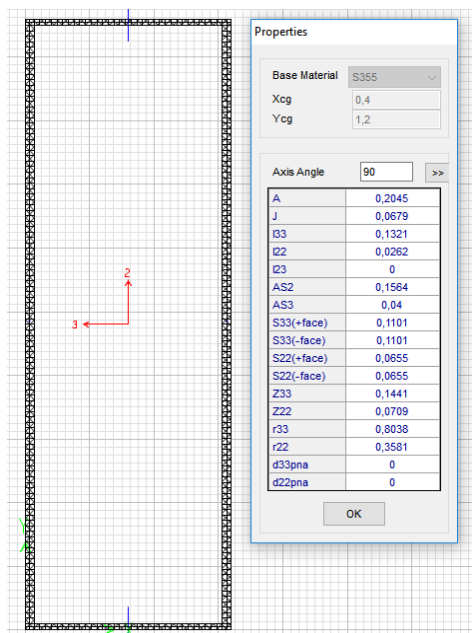 Properties
Base Material S355
Xcg 0,4
Ycg 1,2
Axis Angle 90 >>
A 0,2045
J 0,0679
I33 0,1321
I22 0,0262
I23 0
AS2 0,1564
AS3 0,04
S33(+face) 0,1101
S33(-face) 0,1101
S22(+face) 0,0655
S22(-face) 0,0655
Z33 0,1441
Z22 0,0709
r33 0,8038
r22 0,3581
d33pna 0
d22pna 0
OK
2
3
Y